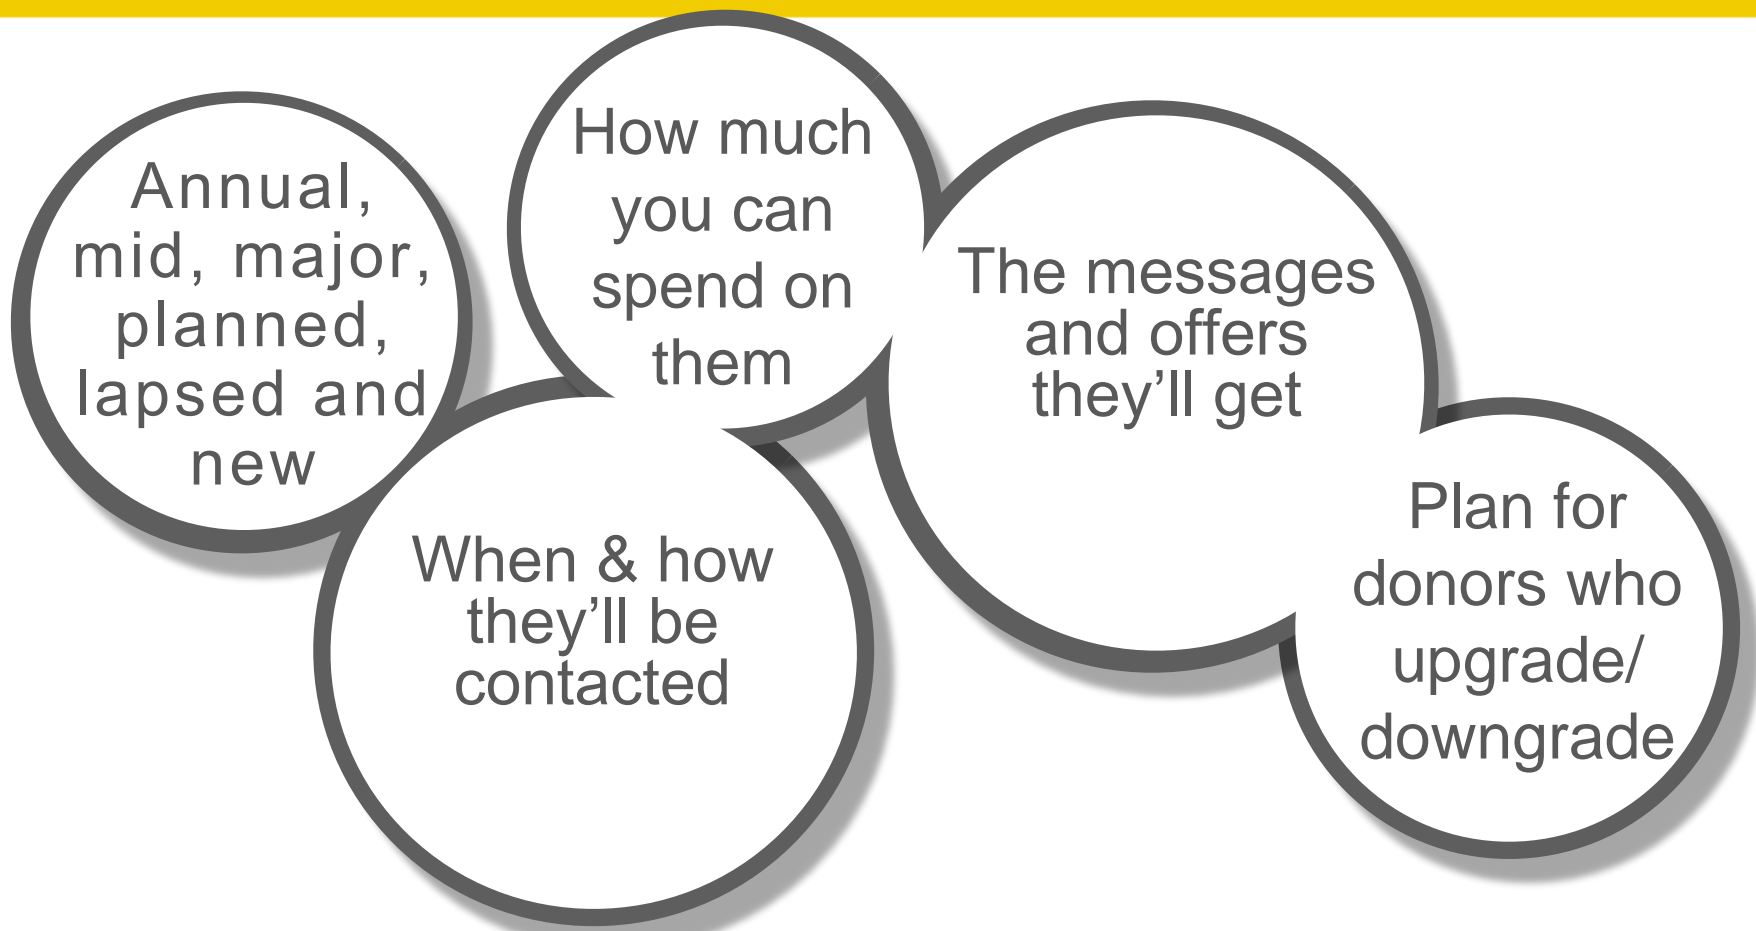 Annual,
mid, major,
planned,
lapsed and
new
How much
you can
spend on
them
When & how
they’ll be
contacted
The messages
and offers
they’ll get
Plan for
donors who
upgrade/
downgrade